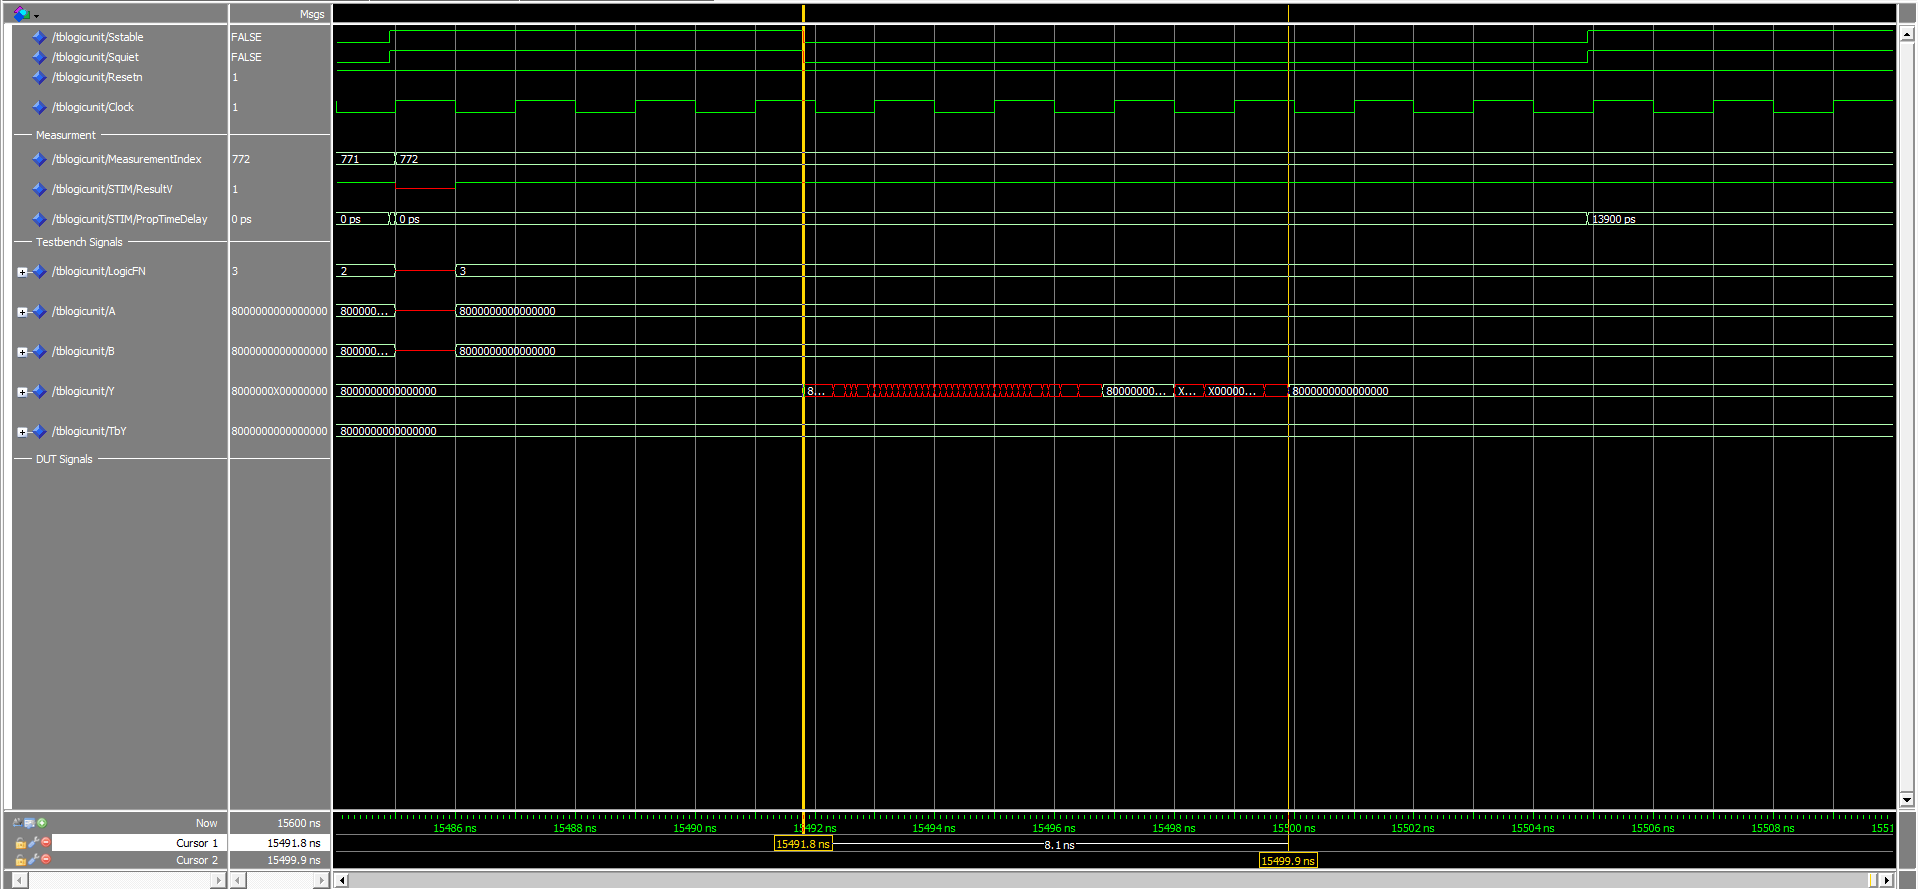 Msgs
/tblogicunit/Sstable FALSE
/tblogicunit/Squiet FALSE
/tblogicunit/Resetn 1
/tblogicunit/Clock 1
Measurment
/tblogicunit/MeasurementIndex 772 771 772
/tblogicunit/STIM/ResultV 1
/tblogicunit/STIM/PropTimeDelay 0 ps 0 ps 0 ps 13900 ps
Testbench Signals
/tblogicunit/LogicFN 3 2 3
/tblogicunit/A 8000000000000000 800000... 8000000000000000
/tblogicunit/B 8000000000000000 800000... 8000000000000000
/tblogicunit/Y 8000000X00000000 8000000000000000 8... 80000000... X... X00000... 8000000000000000
/tblogicunit/TbY 8000000000000000 8000000000000000
DUT Signals
Now 15600 ns 15486 ns 15488 ns 15490 ns 15492 ns 15494 ns 15496 ns 15498 ns 15500 ns 15502 ns 15504 ns 15506 ns 15508 ns 1551
Cursor 1 15491.8 ns 15491.8 ns 8.1 ns
Cursor 2 15499.9 ns 15499.9 ns